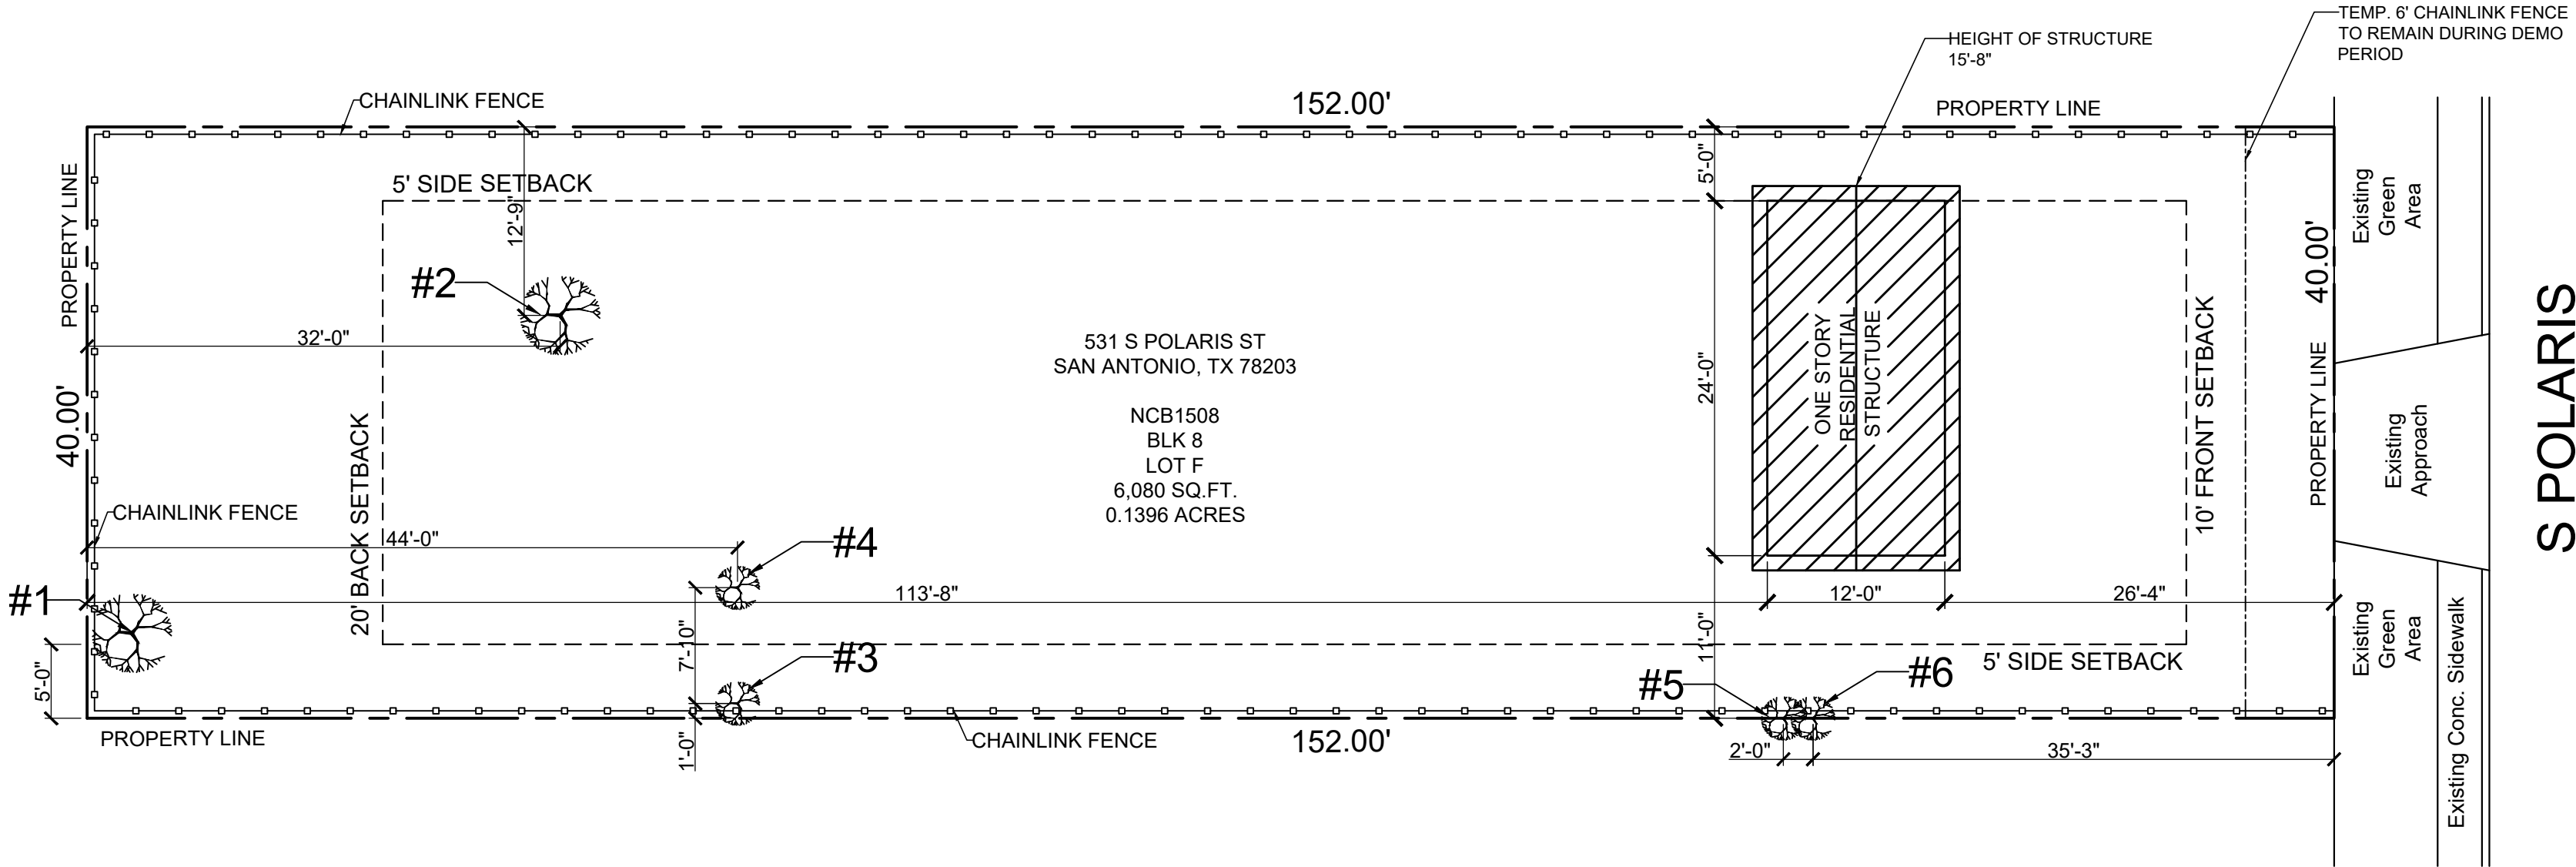 TEMP. 6' CHAINLINK FENCE
TO REMAIN DURING DEMO
PERIOD
HEIGHT OF STRUCTURE
15'-8"
CHAINLINK FENCE
152.00'
PROPERTY LINE
PROPERTY LINE
5' SIDE SETBACK
5'-0"
12'-9"
Existing
Green
Area
40.00'
#2
32'-0"
531 S POLARIS ST
SAN ANTONIO, TX 78203
NCB1508
BLK 8
LOT F
6,080 SQ.FT.
0.1396 ACRES
24'-0"
ONE STORY
RESIDENTIAL
STRUCTURE
10' FRONT SETBACK
PROPERTY LINE
Existing
Approach
S POLARIS
40.00'
20' BACK SETBACK
CHAINLINK FENCE
44'-0"
#4
#1
113'-8"
12'-0"
26'-4"
7'-10"
11'-0"
5'-0"
#3
5' SIDE SETBACK
#5
#6
Existing
Green
Area
Existing Conc. Sidewalk
PROPERTY LINE
1'-0"
CHAINLINK FENCE
152.00'
2'-0"
35'-3"